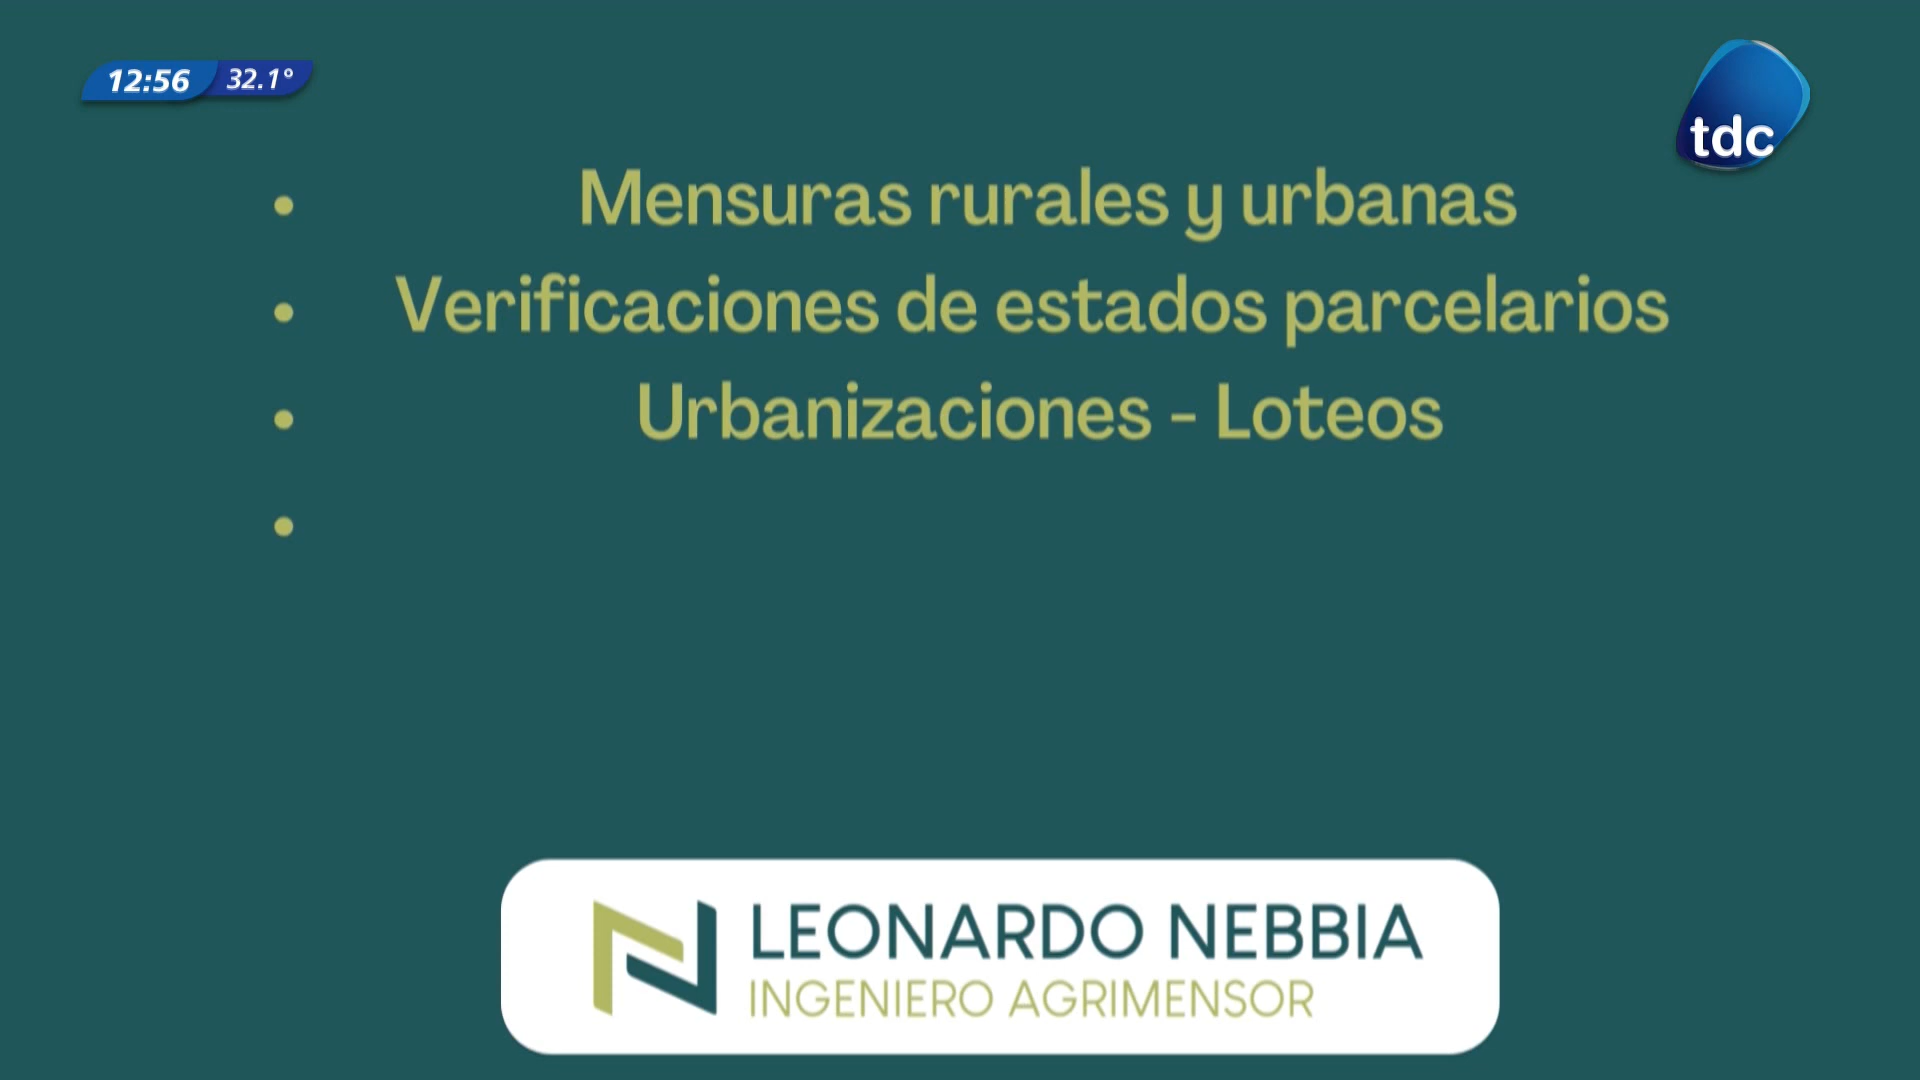 12:56 32.1°
tdc
• Mensuras rurales y urbanas
• Verificaciones de estados parcelarios
• Urbanizaciones - Loteos
•
LEONARDO NEBBIA
INGENIERO AGRIMENSOR